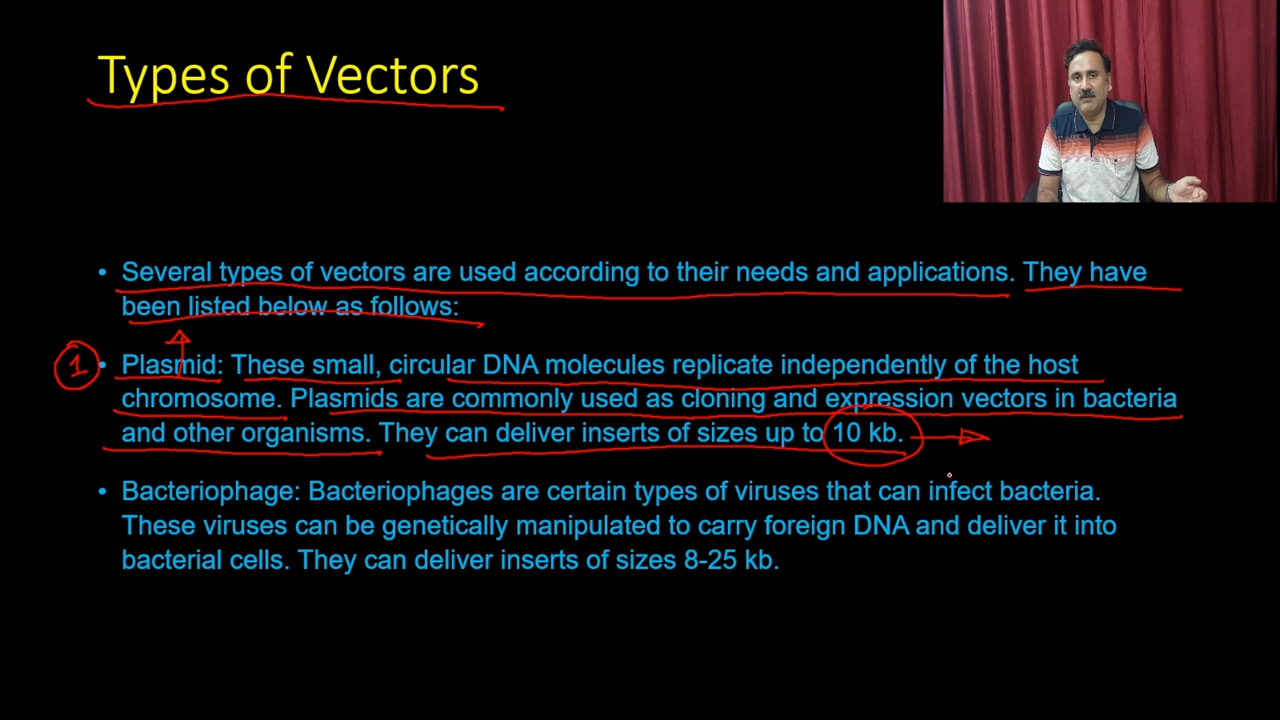 Types of Vectors
• Several types of vectors are used according to their needs and applications. They have
been listed below as follows:
1
• Plasmid: These small, circular DNA molecules replicate independently of the host
chromosome. Plasmids are commonly used as cloning and expression vectors in bacteria
and other organisms. They can deliver inserts of sizes up to 10 kb.
• Bacteriophage: Bacteriophages are certain types of viruses that can infect bacteria.
These viruses can be genetically manipulated to carry foreign DNA and deliver it into
bacterial cells. They can deliver inserts of sizes 8-25 kb.